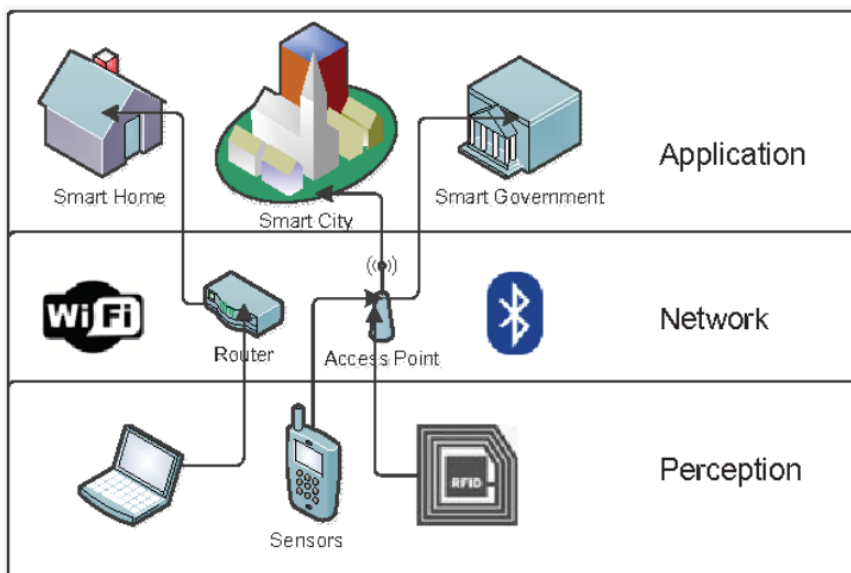 Smart Home
Smart City
Smart Government
Application
WiFi
Router
Access Point
Network
RFID
Sensors
Perception